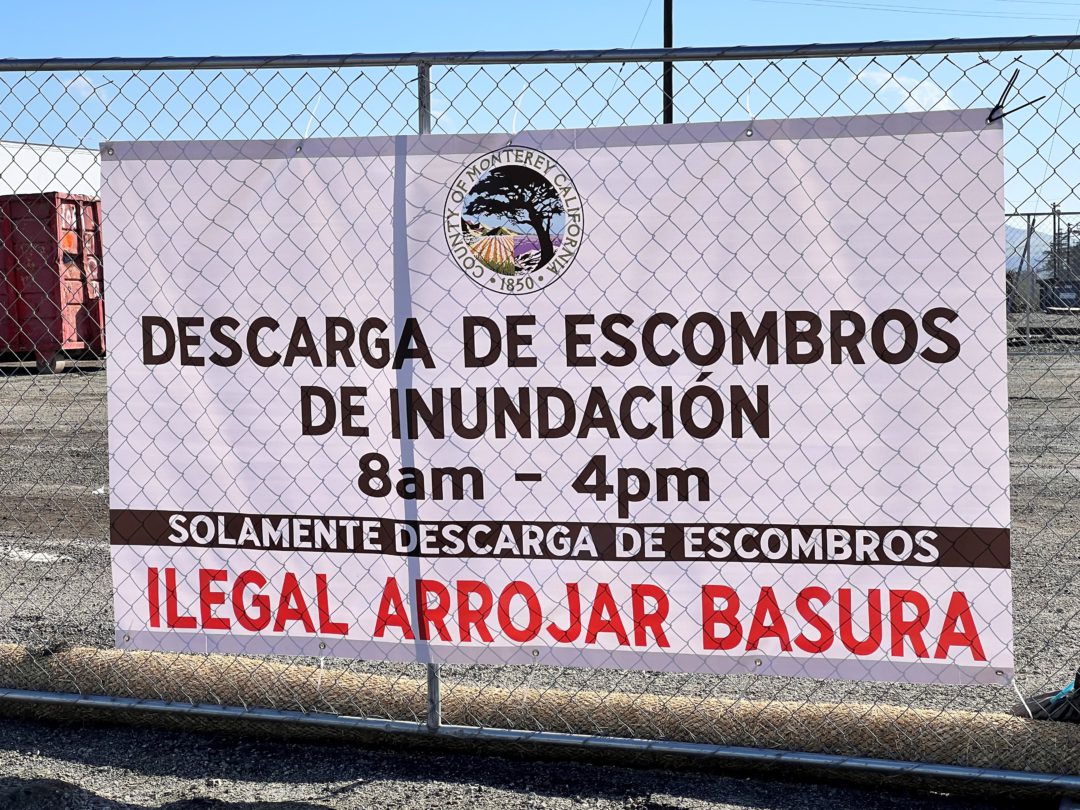 COUNTY OF MONTEREY CALIFORNIA
• 1850 •
DESCARGA DE ESCOMBROS
DE INUNDACIÓN
8am - 4pm
SOLAMENTE DESCARGA DE ESCOMBROS
ILEGAL ARROJAR BASURA